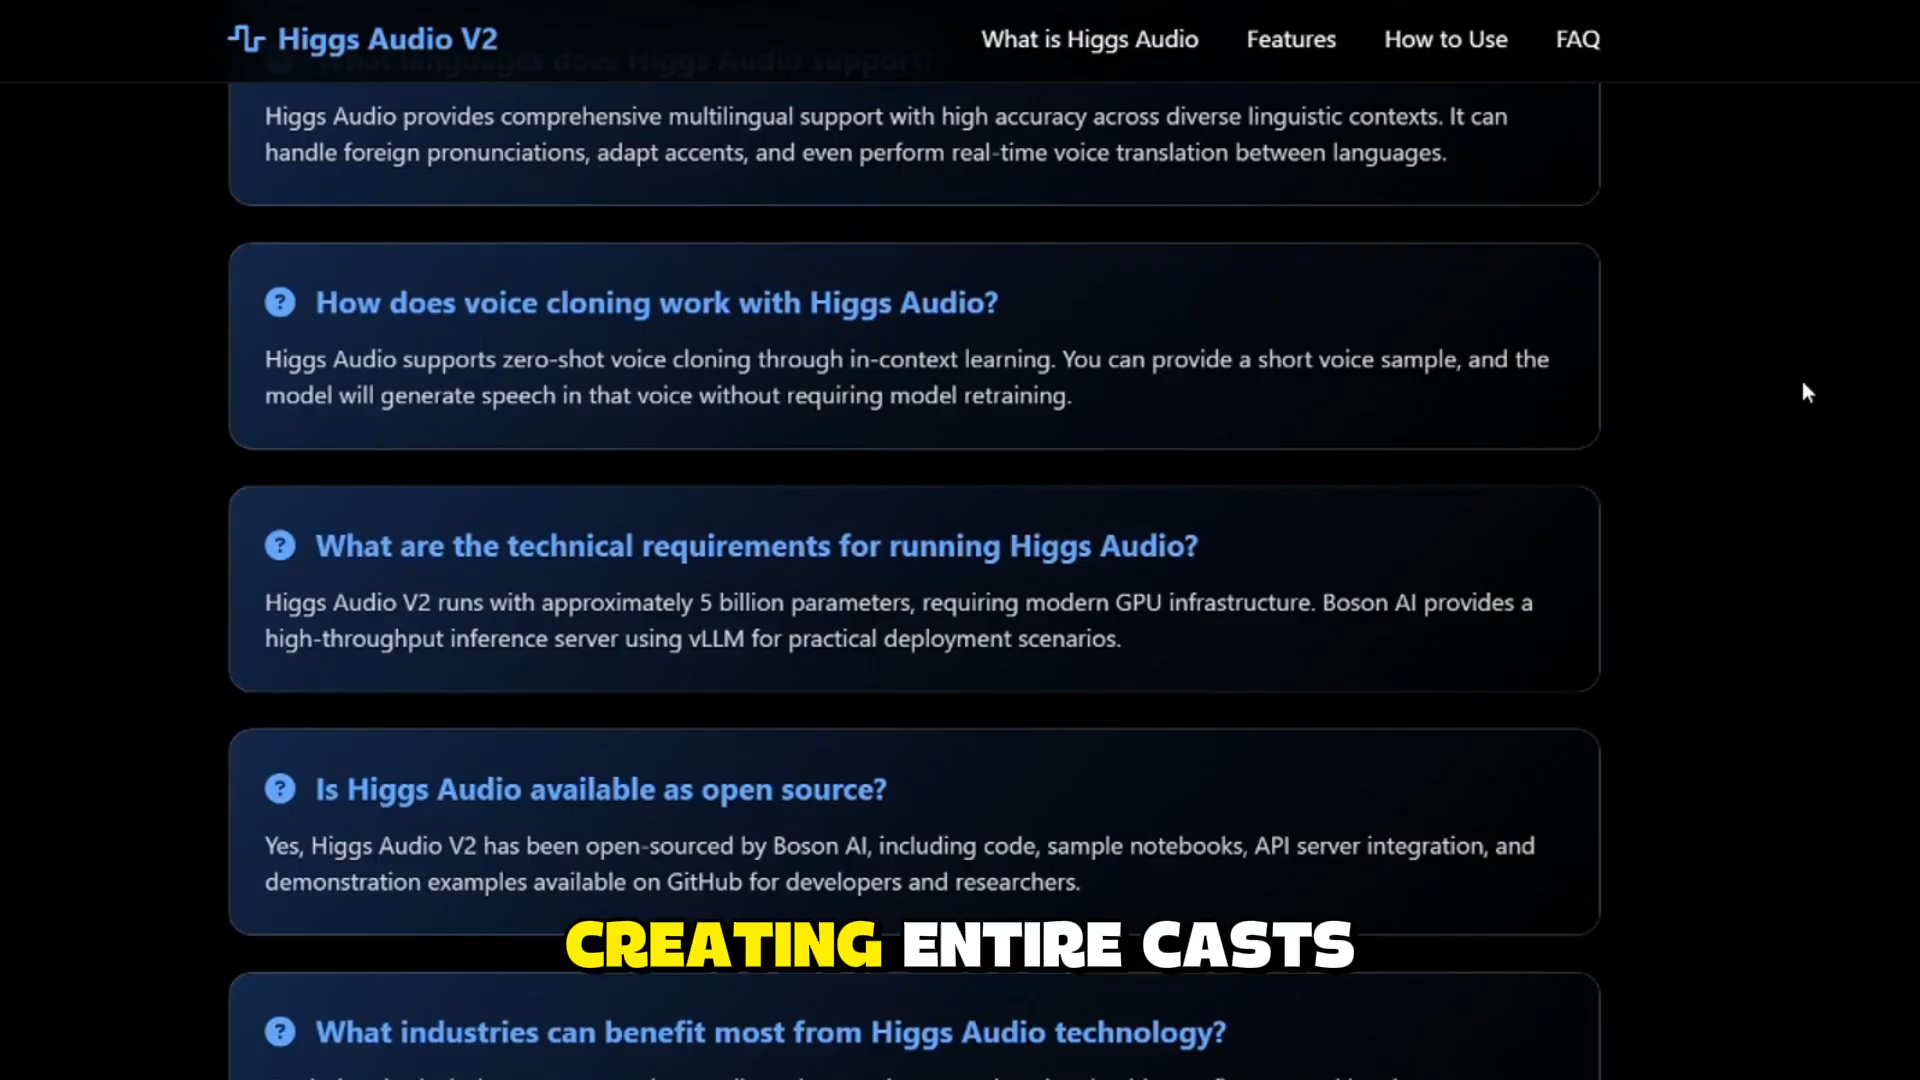 Higgs Audio V2
What is Higgs Audio
Features
How to Use
FAQ
What languages does Higgs Audio support?
Higgs Audio provides comprehensive multilingual support with high accuracy across diverse linguistic contexts. It can
handle foreign pronunciations, adapt accents, and even perform real-time voice translation between languages.
How does voice cloning work with Higgs Audio?
Higgs Audio supports zero-shot voice cloning through in-context learning. You can provide a short voice sample, and the
model will generate speech in that voice without requiring model retraining.
What are the technical requirements for running Higgs Audio?
Higgs Audio V2 runs with approximately 5 billion parameters, requiring modern GPU infrastructure. Boson AI provides a
high-throughput inference server using vLLM for practical deployment scenarios.
Is Higgs Audio available as open source?
Yes, Higgs Audio V2 has been open-sourced by Boson AI, including code, sample notebooks, API server integration, and
demonstration examples available on GitHub for developers and researchers.
CREATING ENTIRE CASTS
What industries can benefit most from Higgs Audio technology?